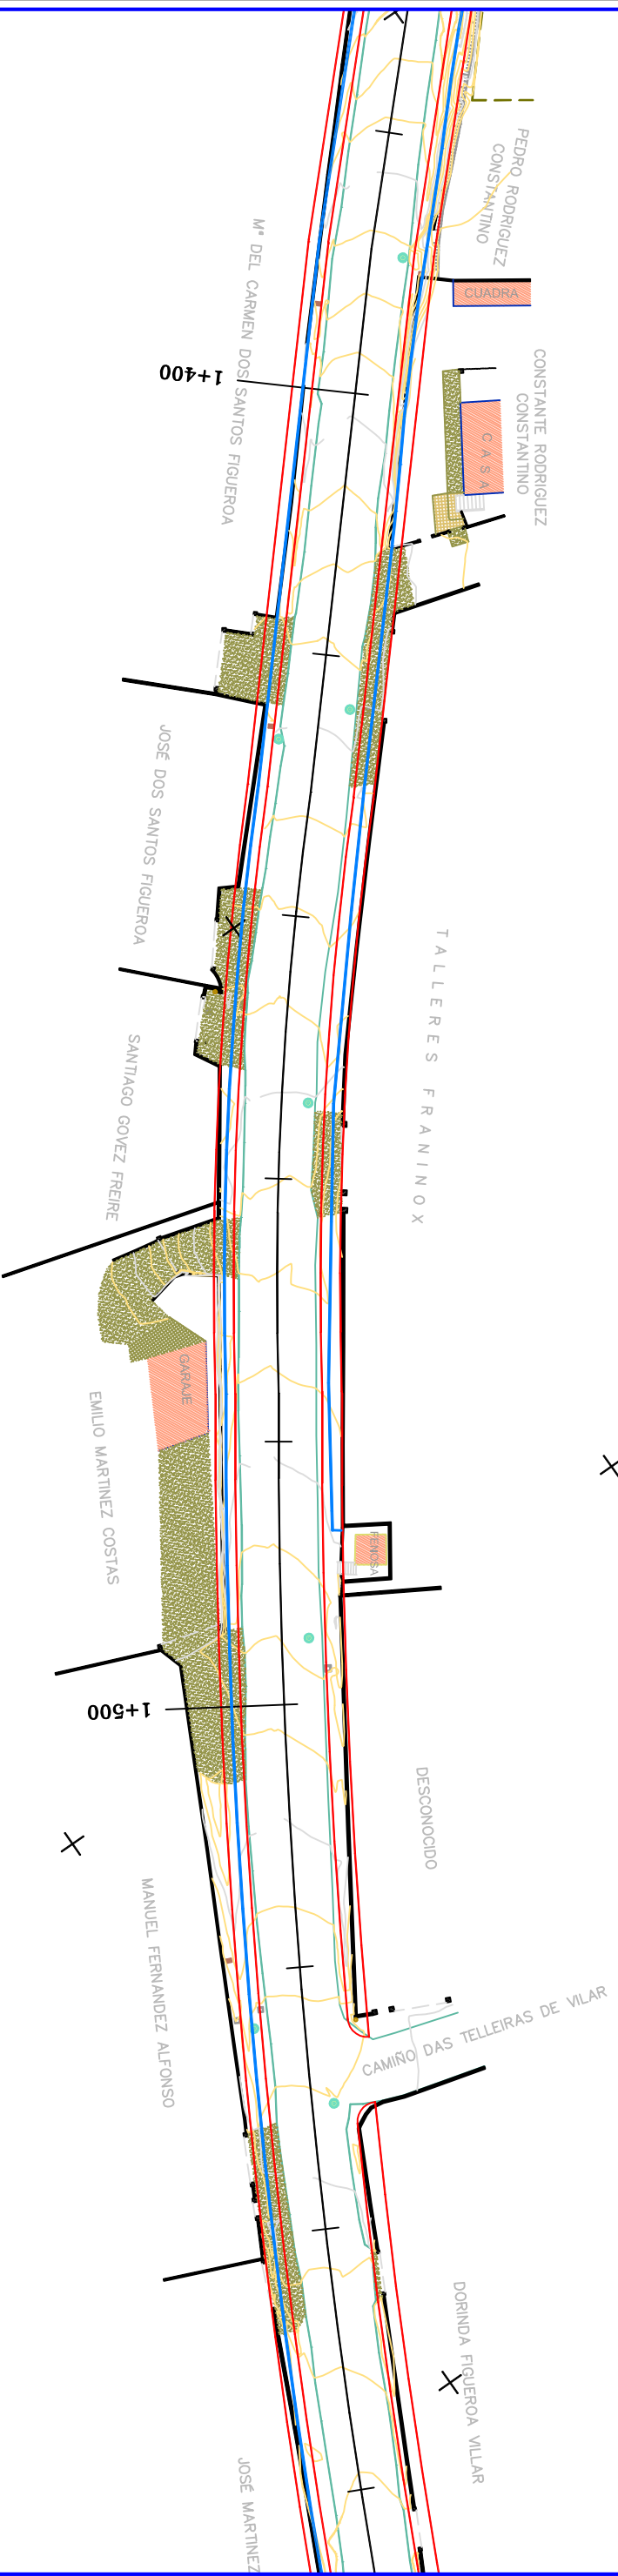 PEDRO RODRIGUEZ
CONSTANTINO
CUADRA
Mª DEL CARMEN DOS SANTOS FIGUEROA
1+400
CONSTANTE RODRIGUEZ
CONSTANTINO
CASA
JOSÉ DOS SANTOS FIGUEROA
TALLERES FRANINOX
SANTIAGO GOVEZ FREIRE
GARAJE
EMILIO MARTINEZ COSTAS
FENOSA
1+500
DESCONOCIDO
MANUEL FERNANDEZ ALFONSO
CAMIÑO DAS TELLEIRAS DE VILAR
DORINDA FIGUEROA VILLAR
JOSÉ MARTINEZ